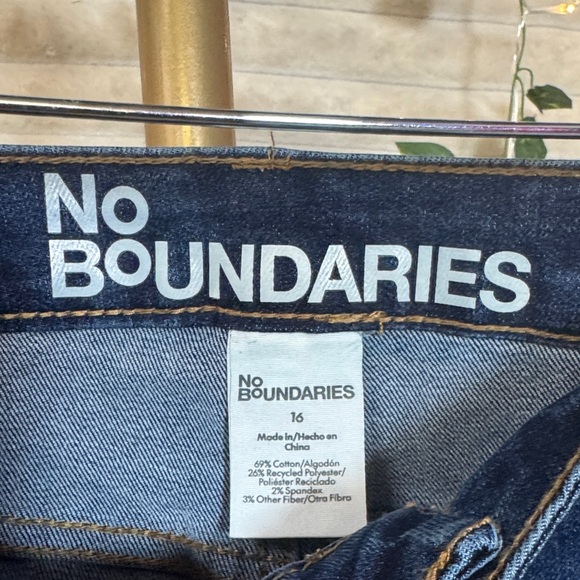 No
BoUNDARIES
No
BoUNDARIES
16
Made in/Hecho en
China
69% Cotton/Algodón
26% Recycled Polyester/
Poliéster Reciclado
2% Spandex
3% Other Fiber/Otra Fibra